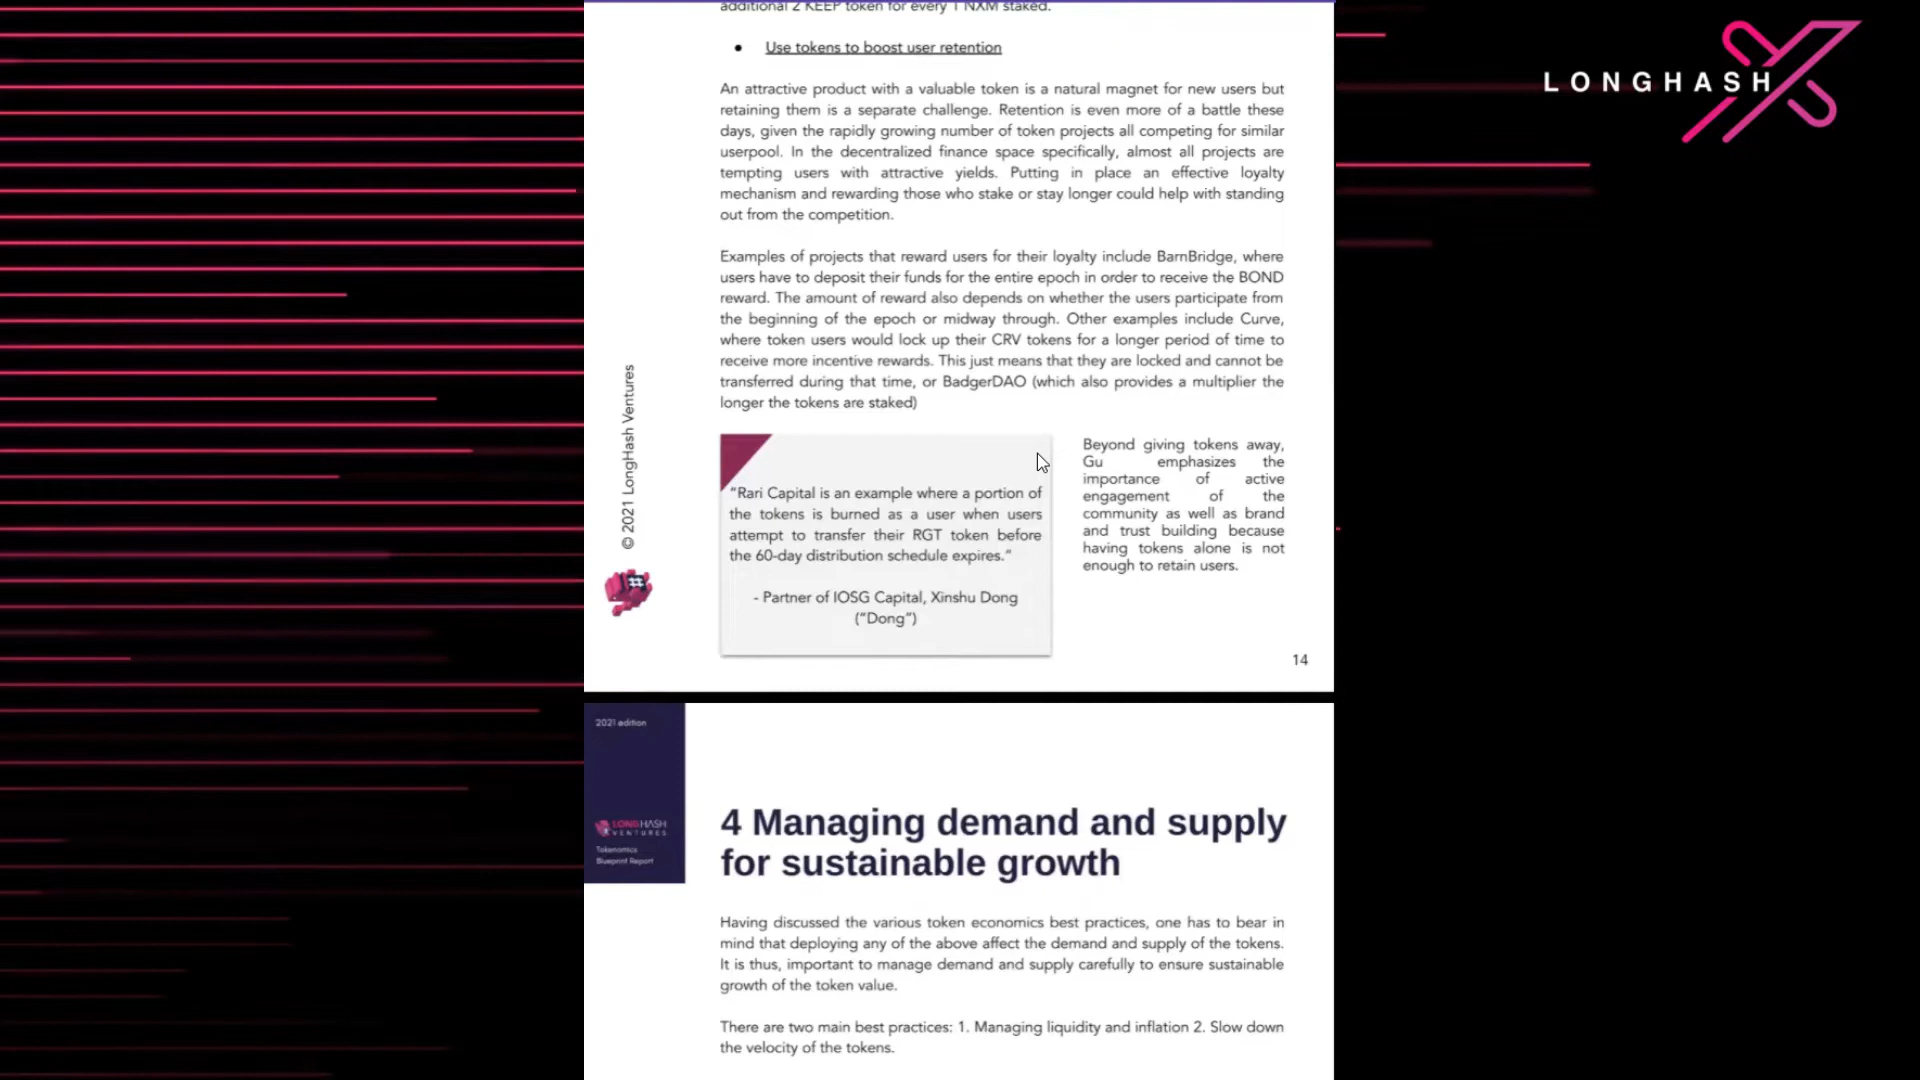 additional 2 KEEP token for every 1 NXM staked.
● Use tokens to boost user retention
An attractive product with a valuable token is a natural magnet for new users but
retaining them is a separate challenge. Retention is even more of a battle these
days, given the rapidly growing number of token projects all competing for similar
userpool. In the decentralized finance space specifically, almost all projects are
tempting users with attractive yields. Putting in place an effective loyalty
mechanism and rewarding those who stake or stay longer could help with standing
out from the competition.
Examples of projects that reward users for their loyalty include BarnBridge, where
users have to deposit their funds for the entire epoch in order to receive the BOND
reward. The amount of reward also depends on whether the users participate from
the beginning of the epoch or midway through. Other examples include Curve,
where token users would lock up their CRV tokens for a longer period of time to
receive more incentive rewards. This just means that they are locked and cannot be
transferred during that time, or BadgerDAO (which also provides a multiplier the
longer the tokens are staked)
“Rari Capital is an example where a portion of
the tokens is burned as a user when users
attempt to transfer their RGT token before
the 60-day distribution schedule expires.”
- Partner of IOSG Capital, Xinshu Dong
(“Dong”)
Beyond giving tokens away,
Gu emphasizes the
importance of active
engagement of the
community as well as brand
and trust building because
having tokens alone is not
enough to retain users.
© 2021 LongHash Ventures
14
2021 edition
LONGHASH
VENTURES
Tokenomics
Blueprint Report
4 Managing demand and supply
for sustainable growth
Having discussed the various token economics best practices, one has to bear in
mind that deploying any of the above affect the demand and supply of the tokens.
It is thus, important to manage demand and supply carefully to ensure sustainable
growth of the token value.
There are two main best practices: 1. Managing liquidity and inflation 2. Slow down
the velocity of the tokens.
LONGHASH